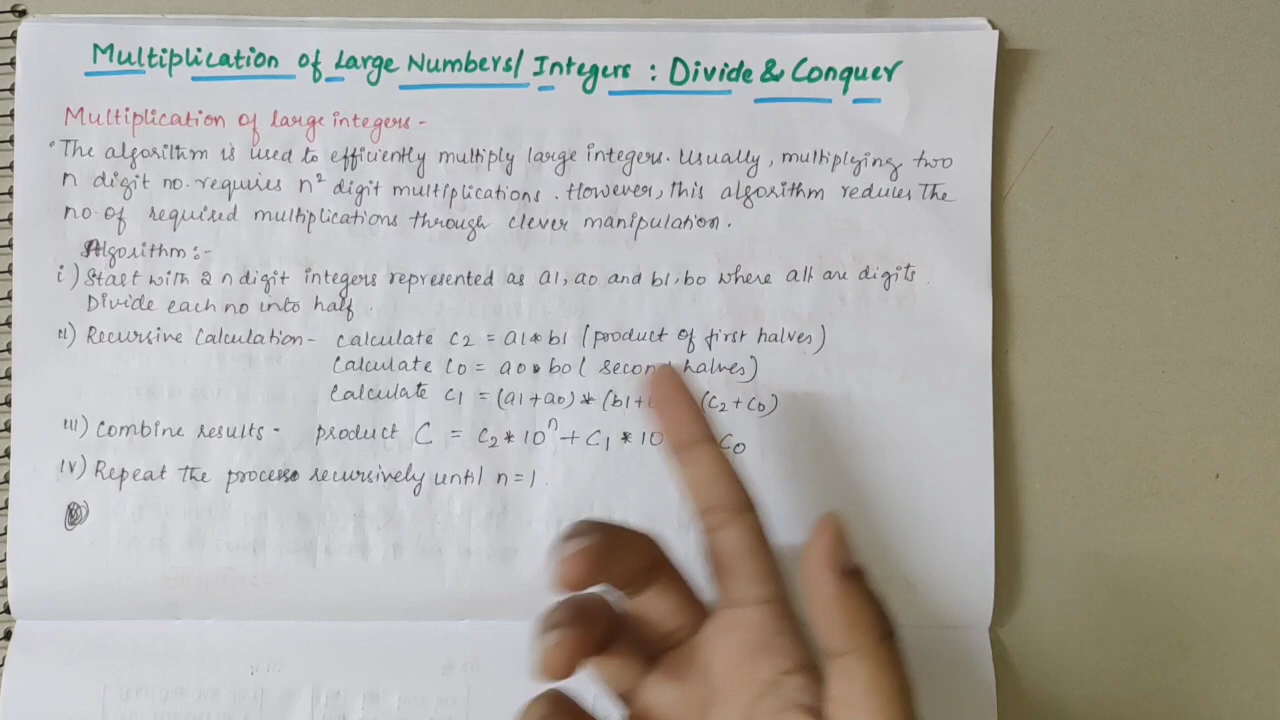 Multiplication of Large Numbers/ Integers : Divide & Conquer
Multiplication of large integers -
The algorithm is used to efficiently multiply large integers. Usually, multiplying two
n digit no. requires n² digit multiplications. However, this algorithm reduces the
no. of required multiplications through clever manipulation.
Algorithm :-
i) Start with 2 n digit integers represented as a1, a0 and b1, b0 where all are digits.
Divide each no into half.
ii) Recursive Calculation - calculate c2 = a1 * b1 (product of first halves)
Calculate c0 = a0 * b0 ( second halves)
Calculate c1 = (a1 + a0) * (b1 + (c2 + c0)
iii) Combine results - product C = c2 * 10ⁿ + c1 * 10 c0
iv) Repeat the process recursively until n = 1.